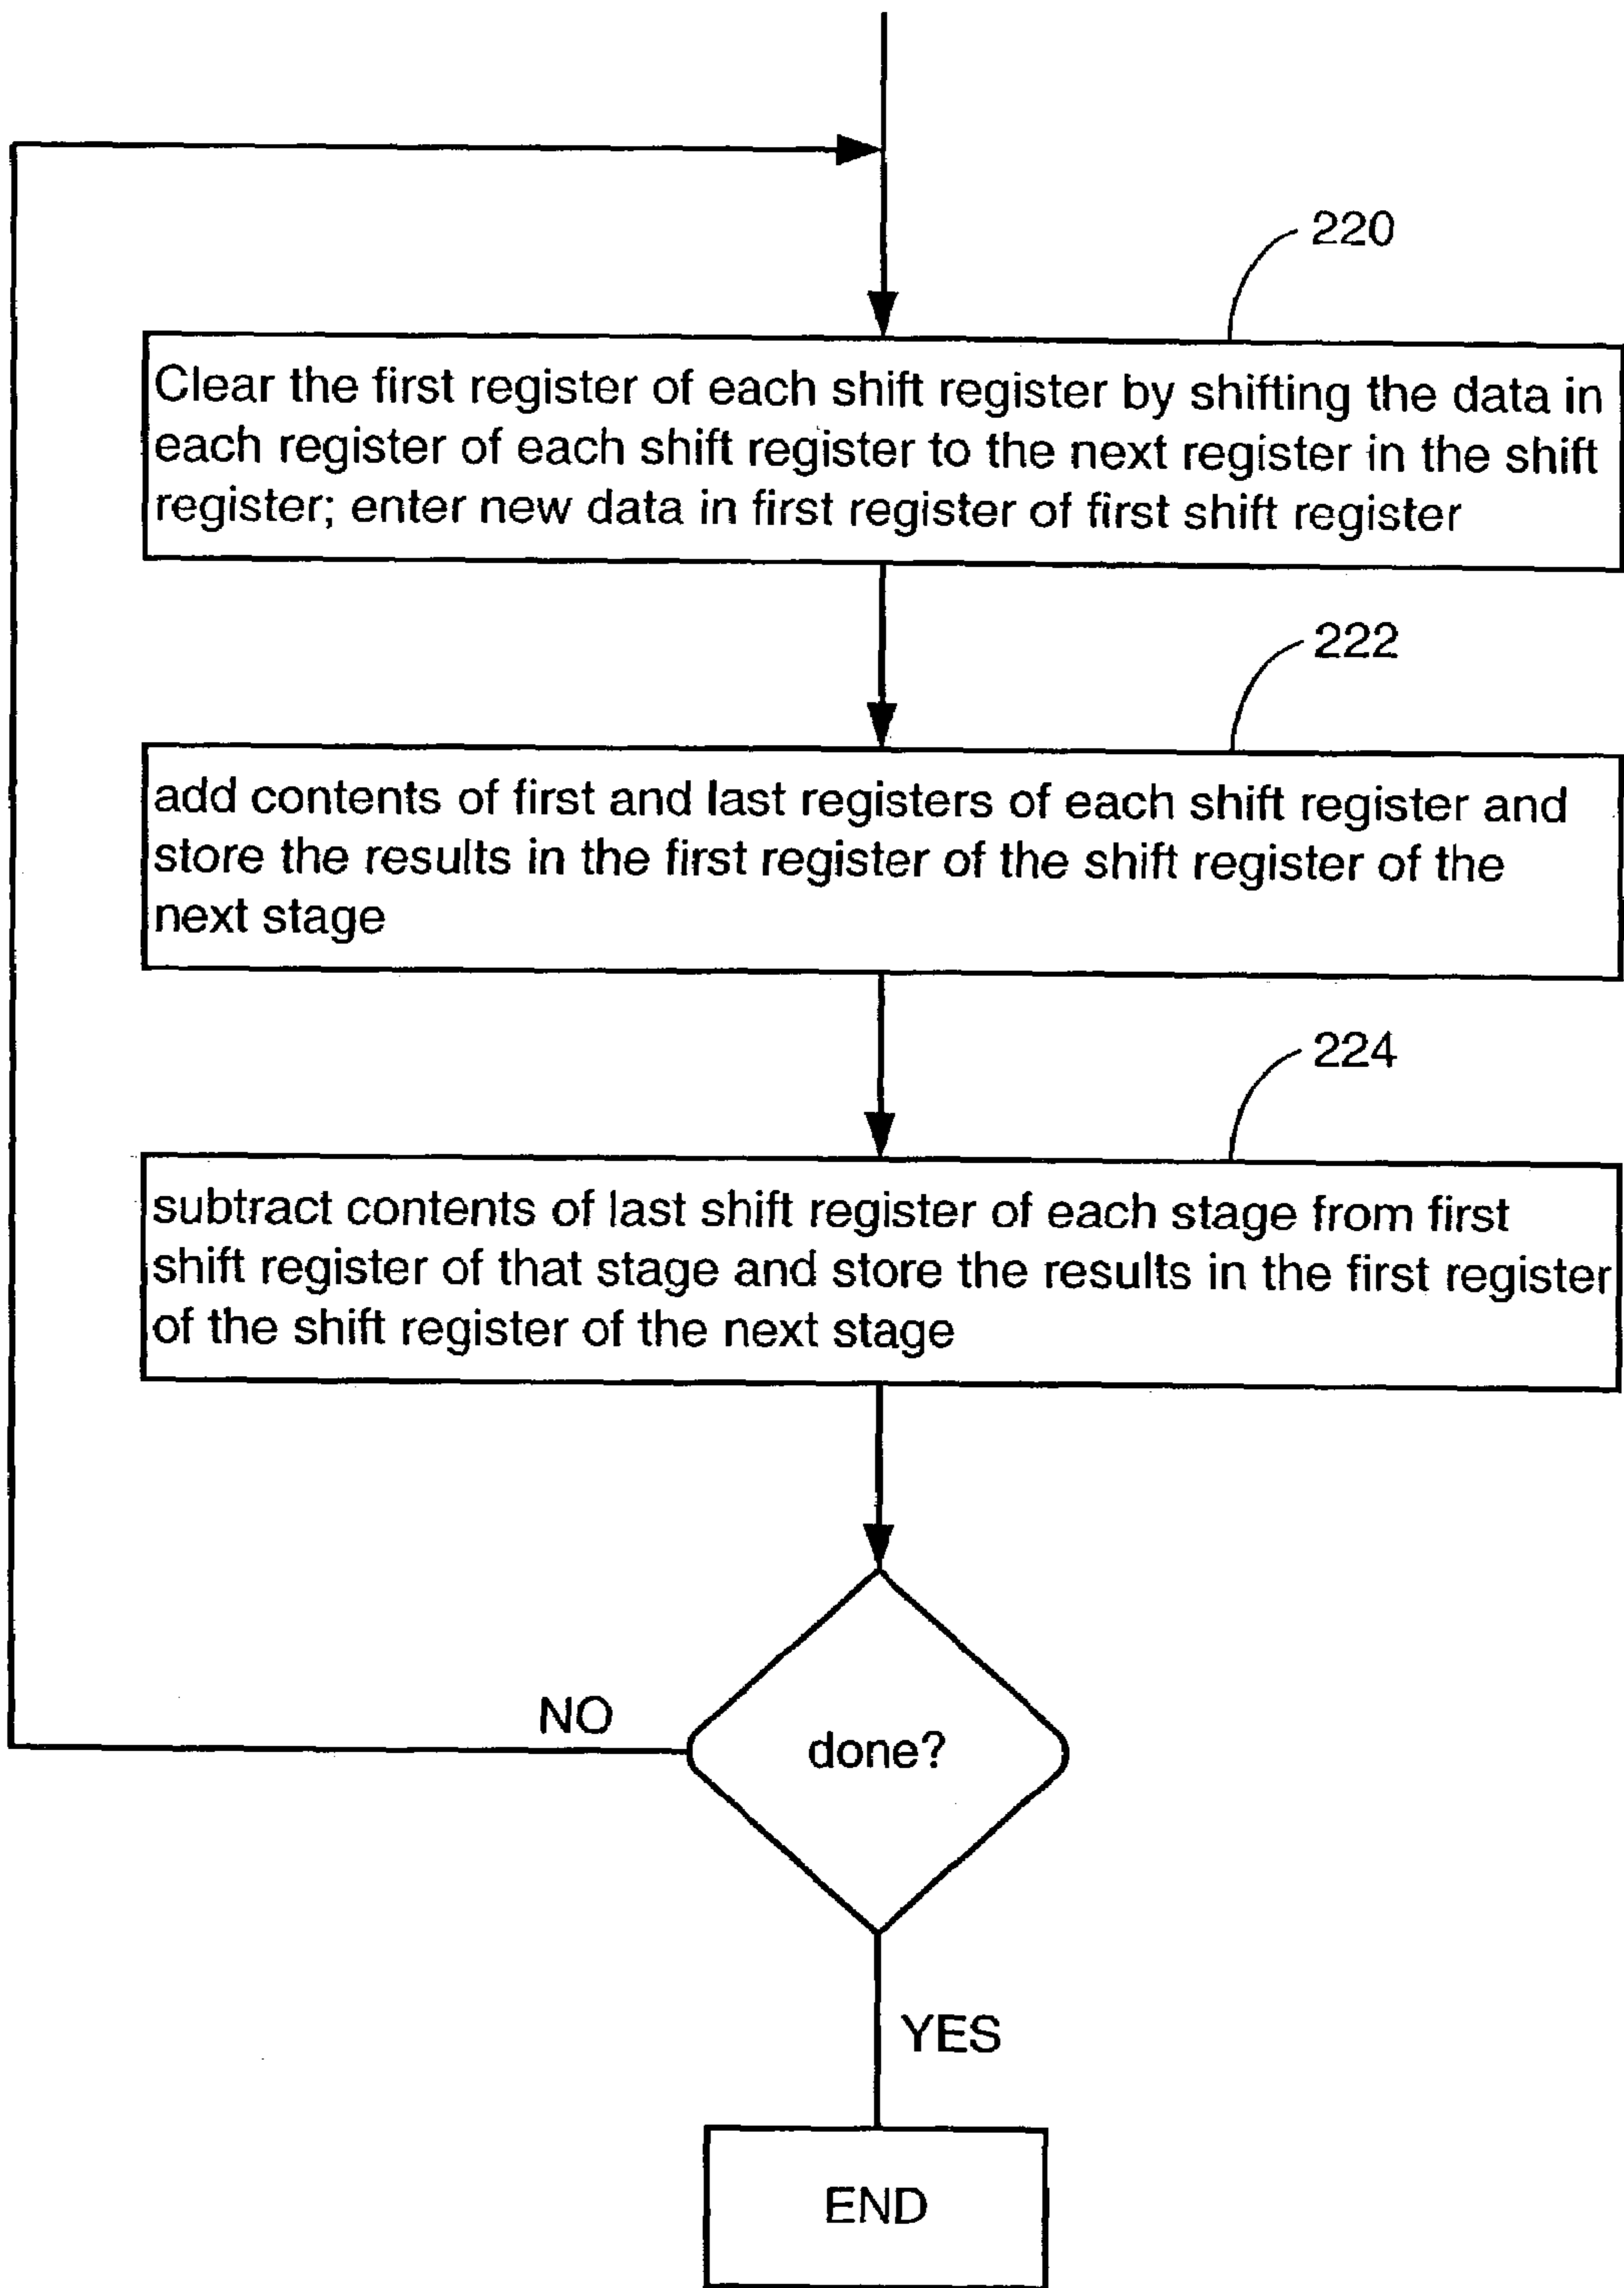 220
Clear the first register of each shift register by shifting the data in
each register of each shift register to the next register in the shift
register; enter new data in first register of first shift register
222
add contents of first and last registers of each shift register and
store the results in the first register of the shift register of the
next stage
224
subtract contents of last shift register of each stage from first
shift register of that stage and store the results in the first register
of the shift register of the next stage
NO
done?
YES
END